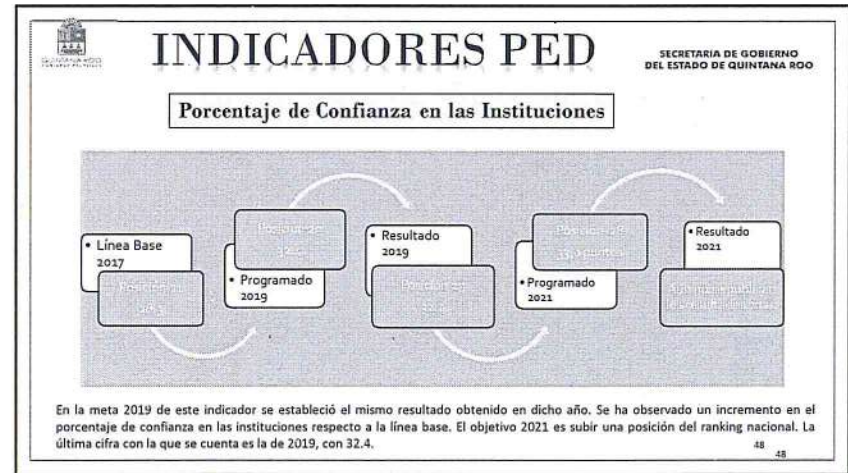 QUINTANA ROO
INDICADORES PED
SECRETARIA DE GOBIERNO
DEL ESTADO DE QUINTANA ROO
Porcentaje de Confianza en las Instituciones
• Línea Base
2017
• Programado
2019
• Resultado
2019
• Programado
2021
• Resultado
2021
En la meta 2019 de este indicador se estableció el mismo resultado obtenido en dicho año. Se ha observado un incremento en el
porcentaje de confianza en las instituciones respecto a la línea base. El objetivo 2021 es subir una posición del ranking nacional. La
última cifra con la que se cuenta es la de 2019, con 32.4.
48
48